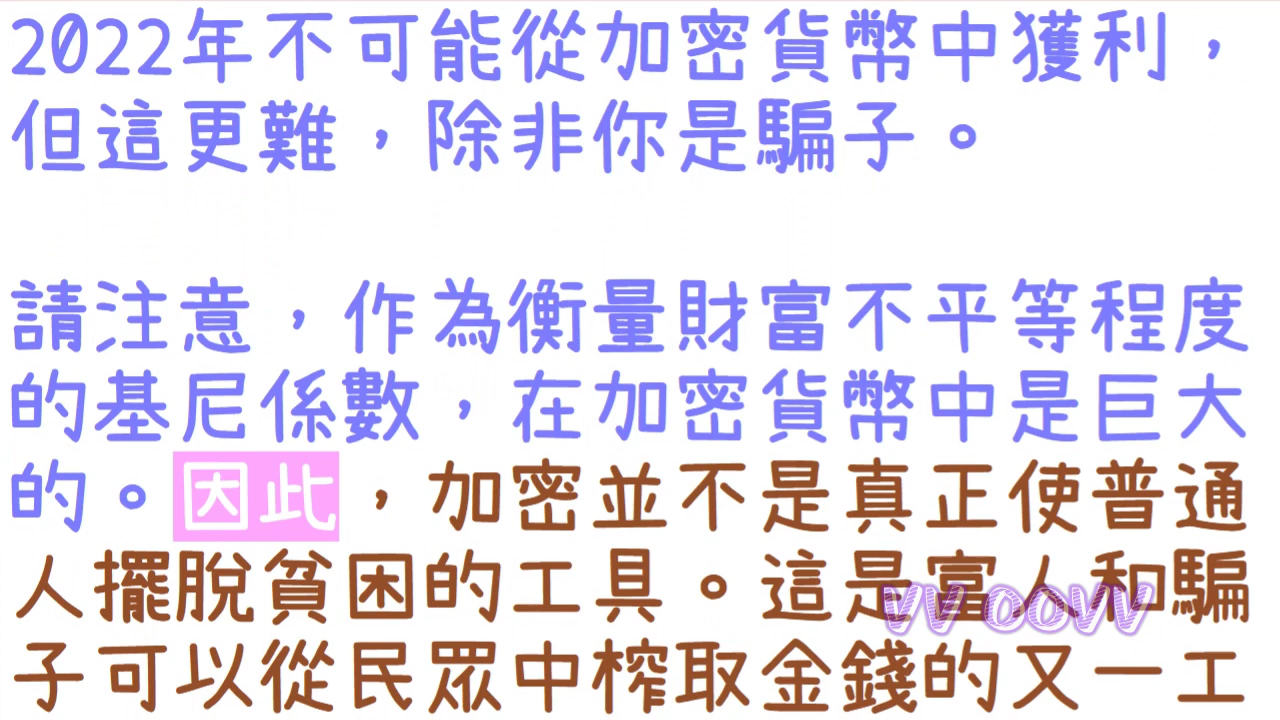 2022年不可能從加密貨幣中獲利，
但這更難，除非你是騙子。
請注意，作為衡量財富不平等程度
的基尼係數，在加密貨幣中是巨大
的。因此，加密並不是真正使普通
人擺脫貧困的工具。這是富人和騙
子可以從民眾中榨取金錢的又一工
vv oovv